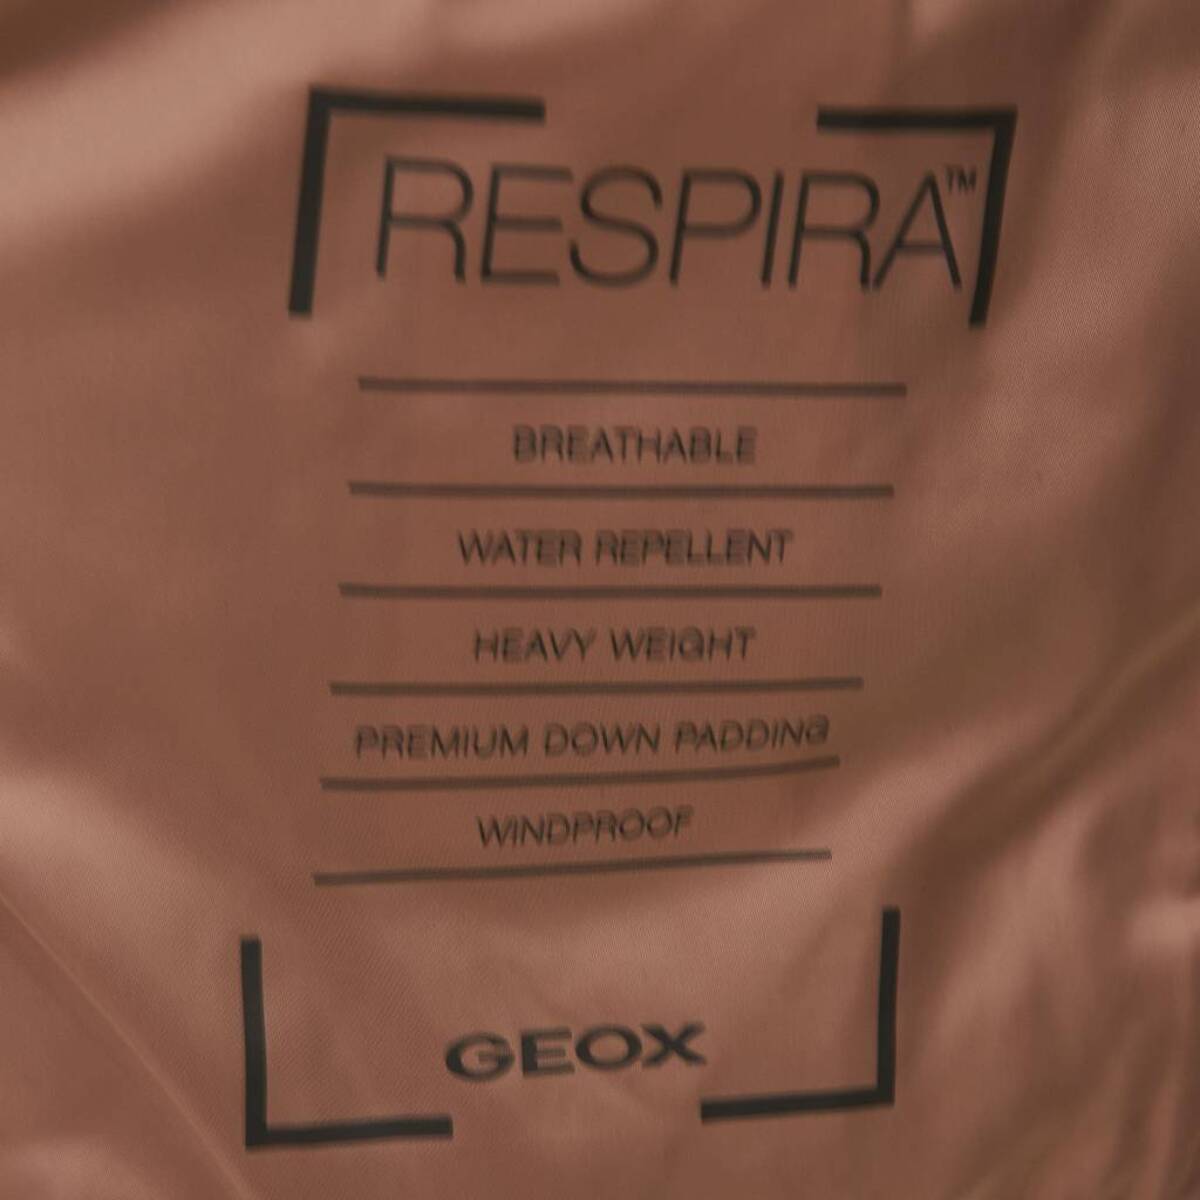 RESPIRA™
BREATHABLE
WATER REPELLENT
HEAVY WEIGHT
PREMIUM DOWN PADDING
WINDPROOF
GEOX